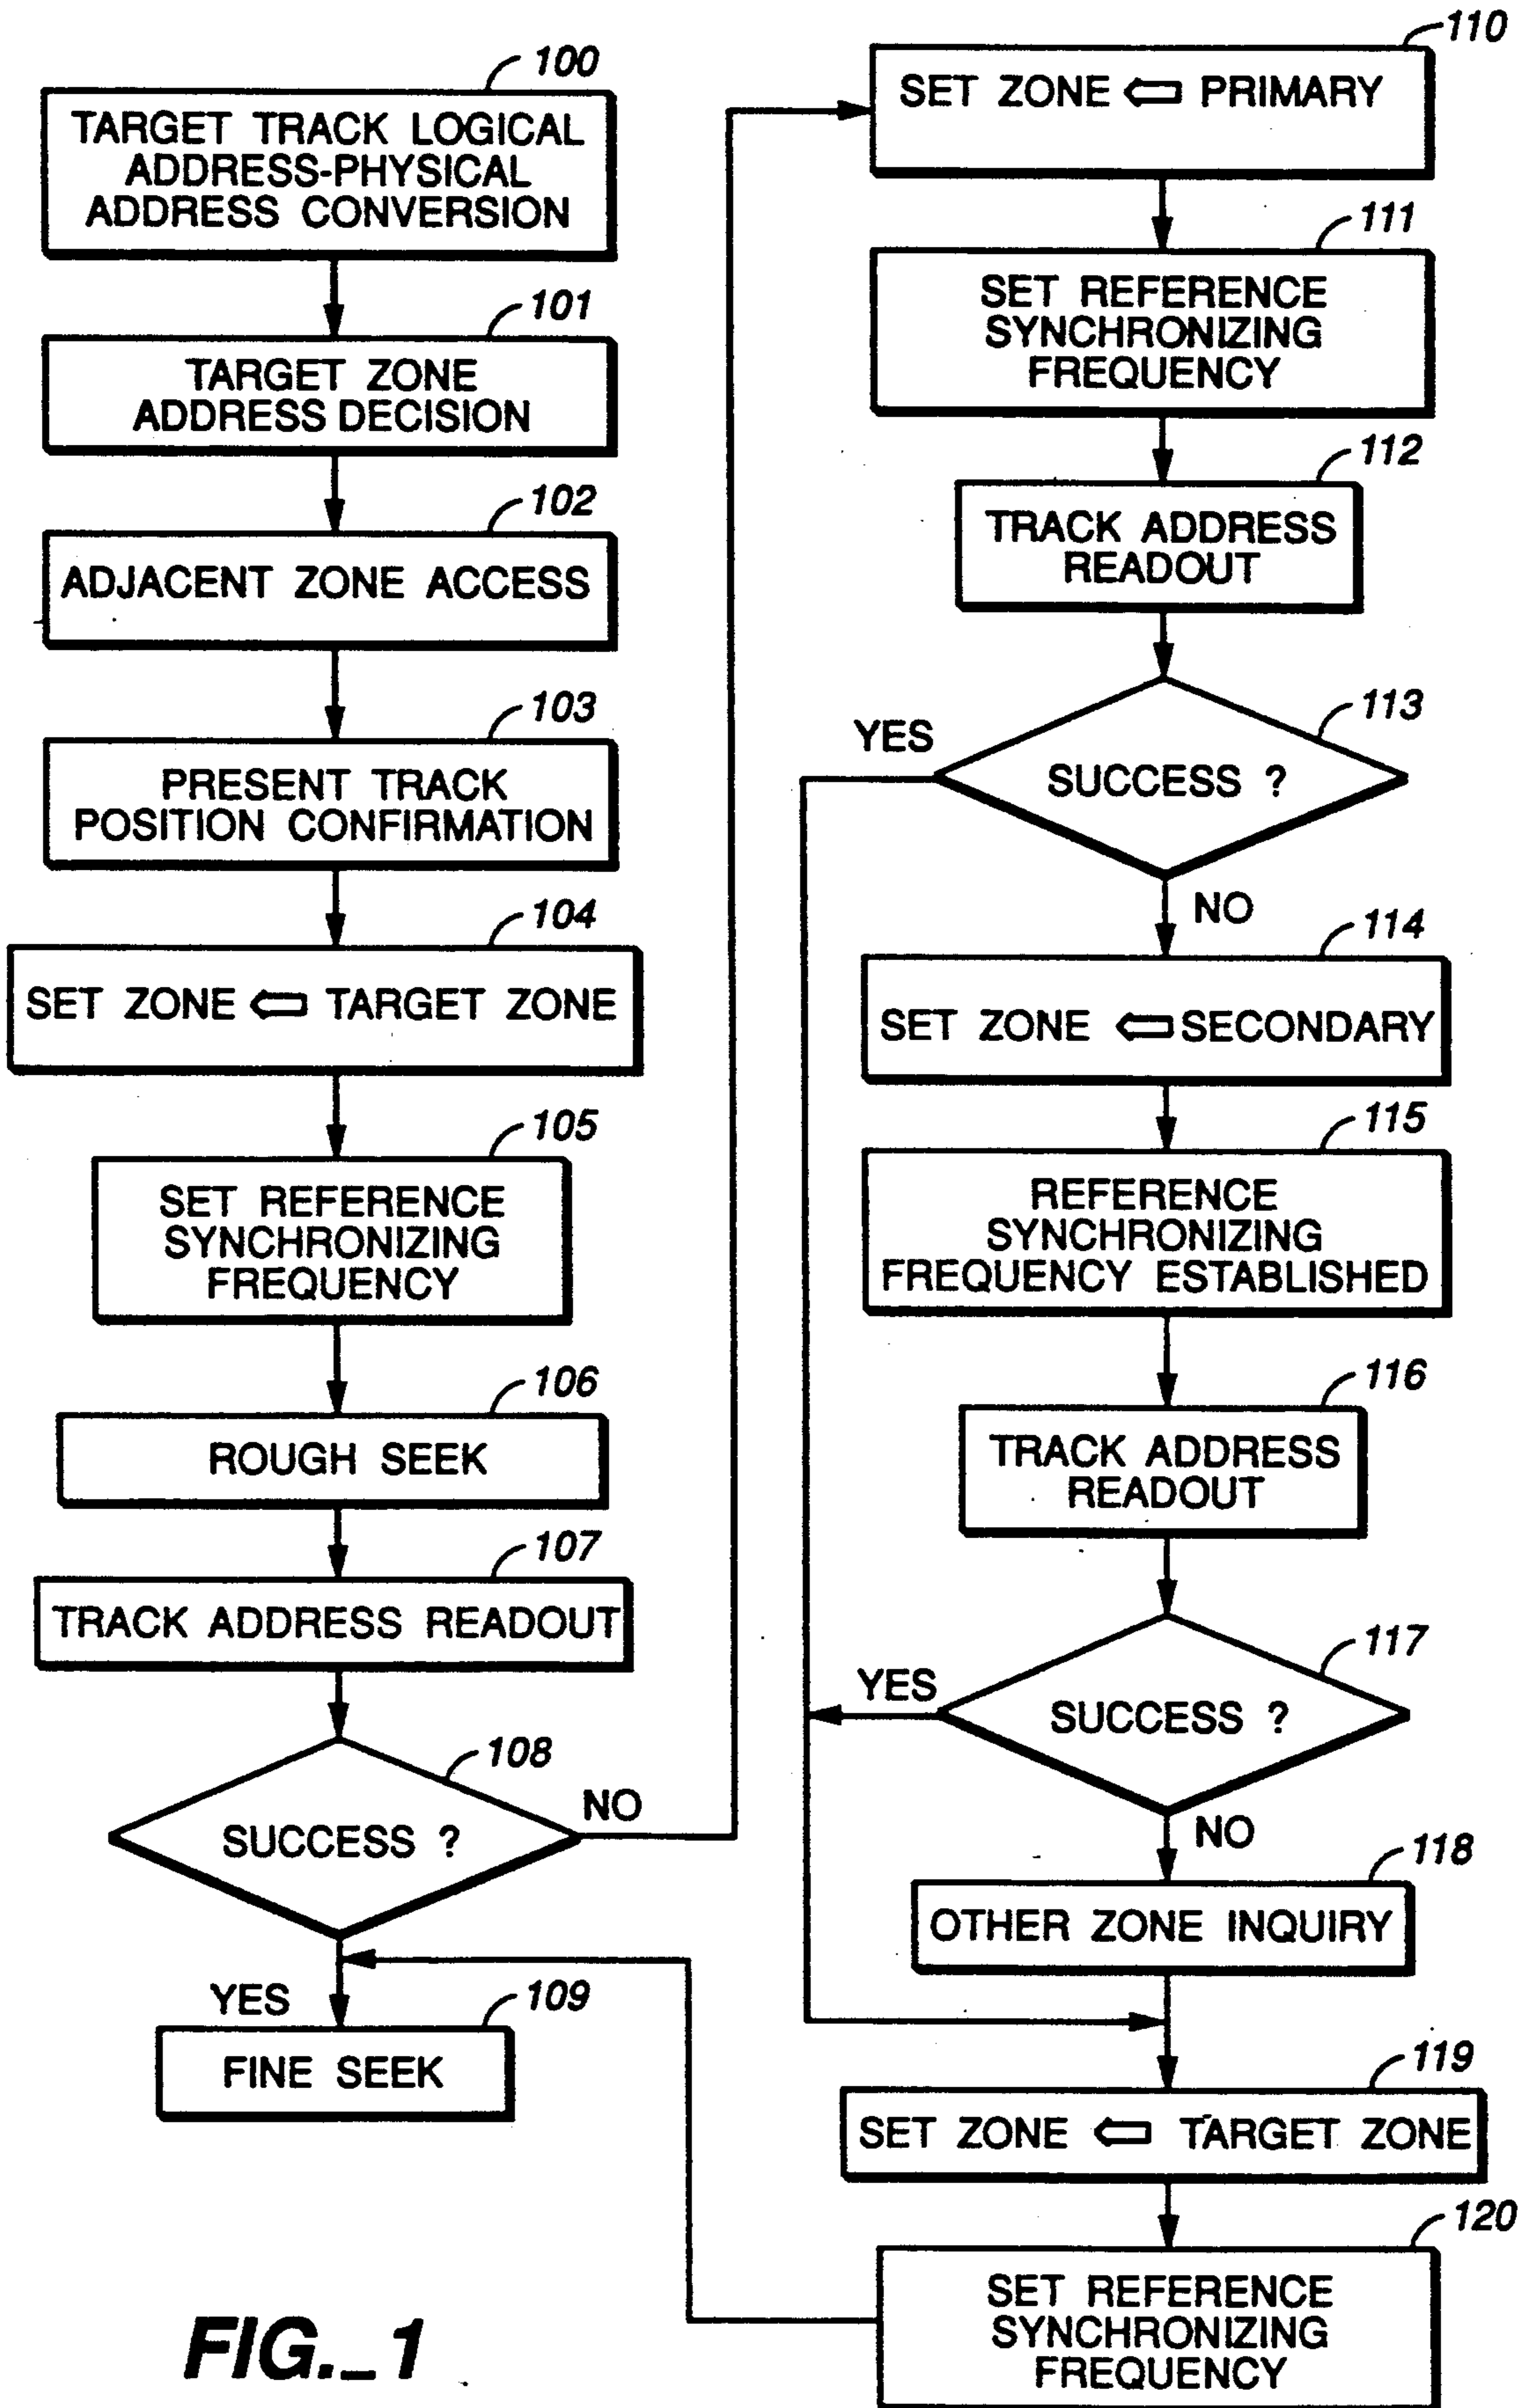 100
TARGET TRACK LOGICAL
ADDRESS-PHYSICAL
ADDRESS CONVERSION
101
TARGET ZONE
ADDRESS DECISION
102
ADJACENT ZONE ACCESS
103
PRESENT TRACK
POSITION CONFIRMATION
104
SET ZONE ⇦ TARGET ZONE
105
SET REFERENCE
SYNCHRONIZING
FREQUENCY
106
ROUGH SEEK
107
TRACK ADDRESS READOUT
108
SUCCESS ?
NO
YES
109
FINE SEEK
110
SET ZONE ⇦ PRIMARY
111
SET REFERENCE
SYNCHRONIZING
FREQUENCY
112
TRACK ADDRESS
READOUT
113
YES
SUCCESS ?
NO
114
SET ZONE ⇦ SECONDARY
115
REFERENCE
SYNCHRONIZING
FREQUENCY ESTABLISHED
116
TRACK ADDRESS
READOUT
117
YES
SUCCESS ?
NO
118
OTHER ZONE INQUIRY
119
SET ZONE ⇦ TARGET ZONE
120
SET REFERENCE
SYNCHRONIZING
FREQUENCY
FIG._1